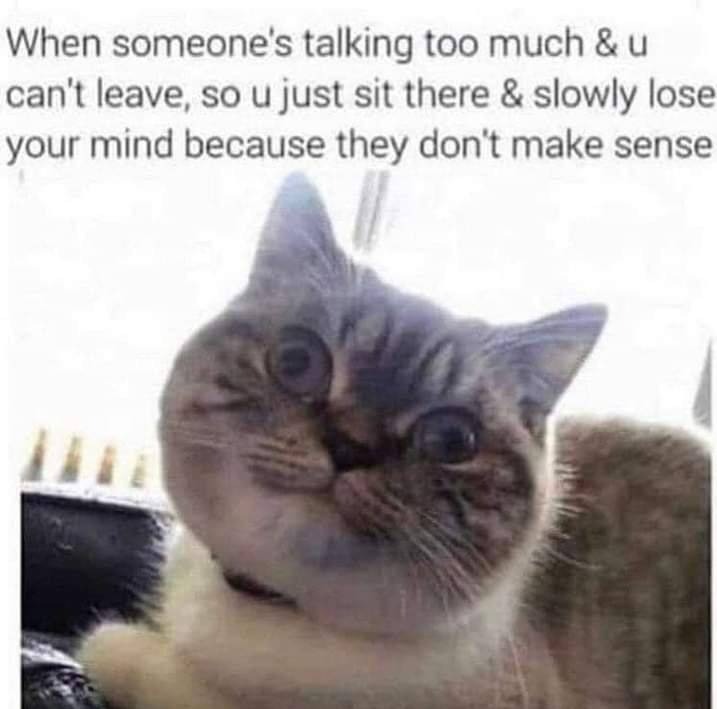 When someone's talking too much & u
can't leave, so u just sit there & slowly lose
your mind because they don't make sense